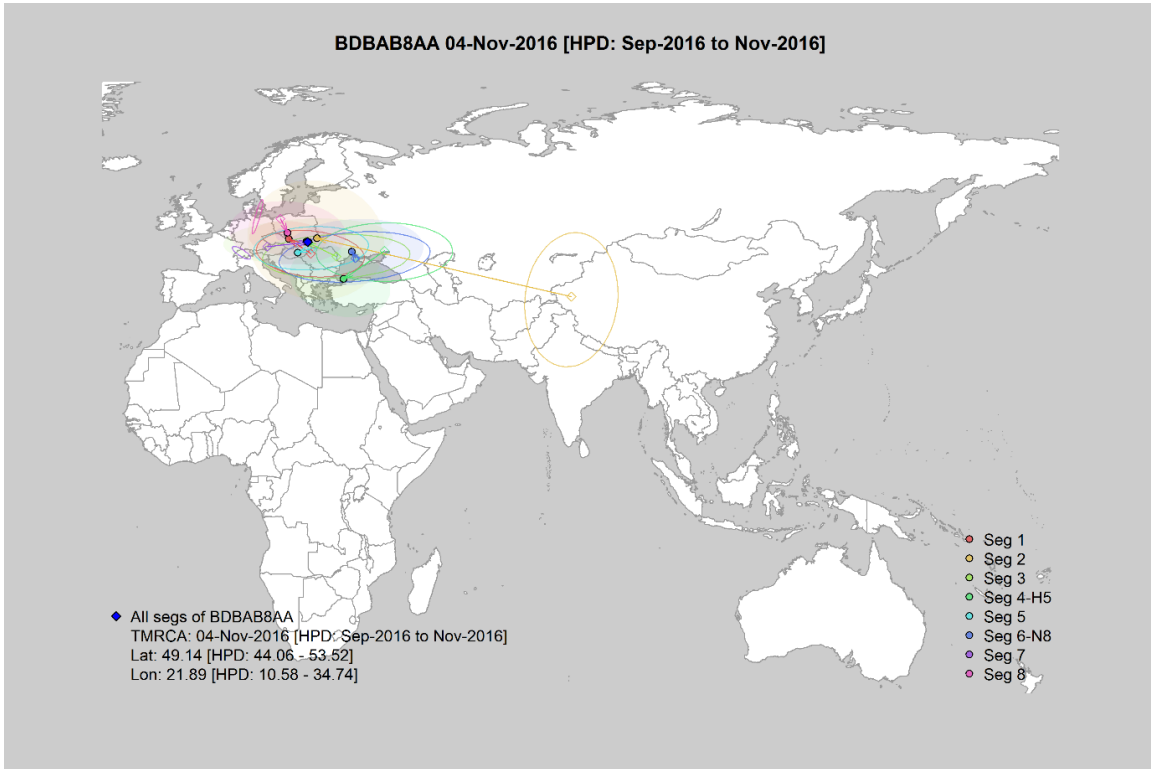 BDBAB8AA 04-Nov-2016 [HPD: Sep-2016 to Nov-2016]
Seg 1
Seg 2
Seg 3
Seg 4-H5
Seg 5
Seg 6-N8
Seg 7
Seg 8
All segs of BDBAB8AA
TMRCA: 04-Nov-2016 [HPD: Sep-2016 to Nov-2016]
Lat: 49.14 [HPD: 44.06 - 53.52]
Lon: 21.89 [HPD: 10.58 - 34.74]